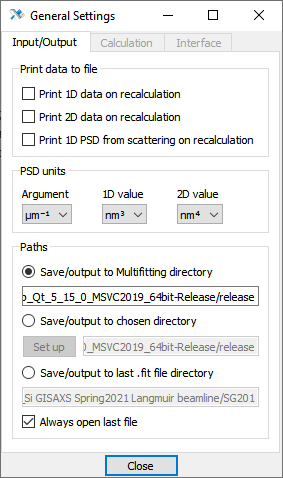 General Settings
Input/Output Calculation Interface
Print data to file
Print 1D data on recalculation
Print 2D data on recalculation
Print 1D PSD from scattering on recalculation
PSD units
Argument 1D value 2D value
μm⁻¹ nm³ nm⁴
Paths
Save/output to Multifitting directory
_Qt_5_15_0_MSVC2019_64bit-Release/release
Save/output to chosen directory
Set up 0_MSVC2019_64bit-Release/release
Save/output to last .fit file directory
_Si GISAXS Spring2021 Langmuir beamline/SG201
Always open last file
Close